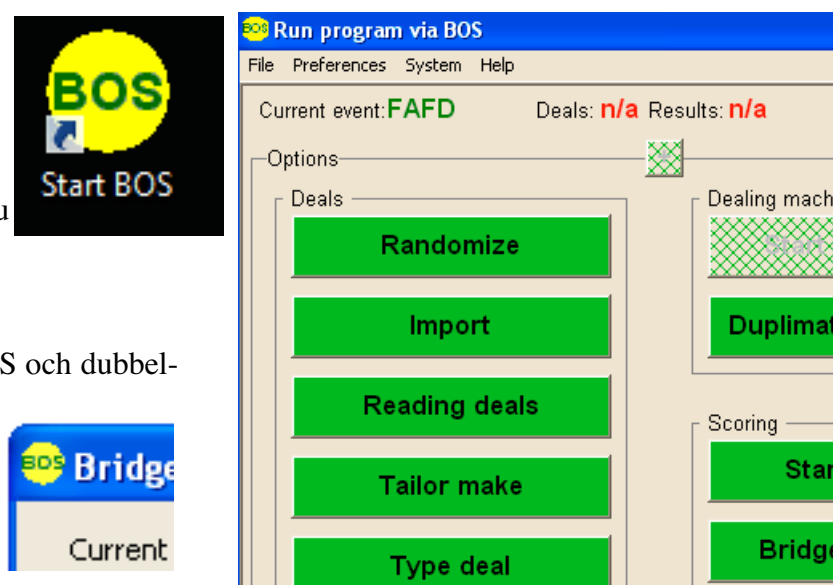 BOS
Start BOS
u
S och dubbel-
BOS Bridge
Current
BOS Run program via BOS
File Preferences System Help
Current event: FAFD Deals: n/a Results: n/a
Options
Deals
Randomize
Import
Reading deals
Tailor make
Type deal
Dealing mach
Start
Duplimat
Scoring
Star
Bridge